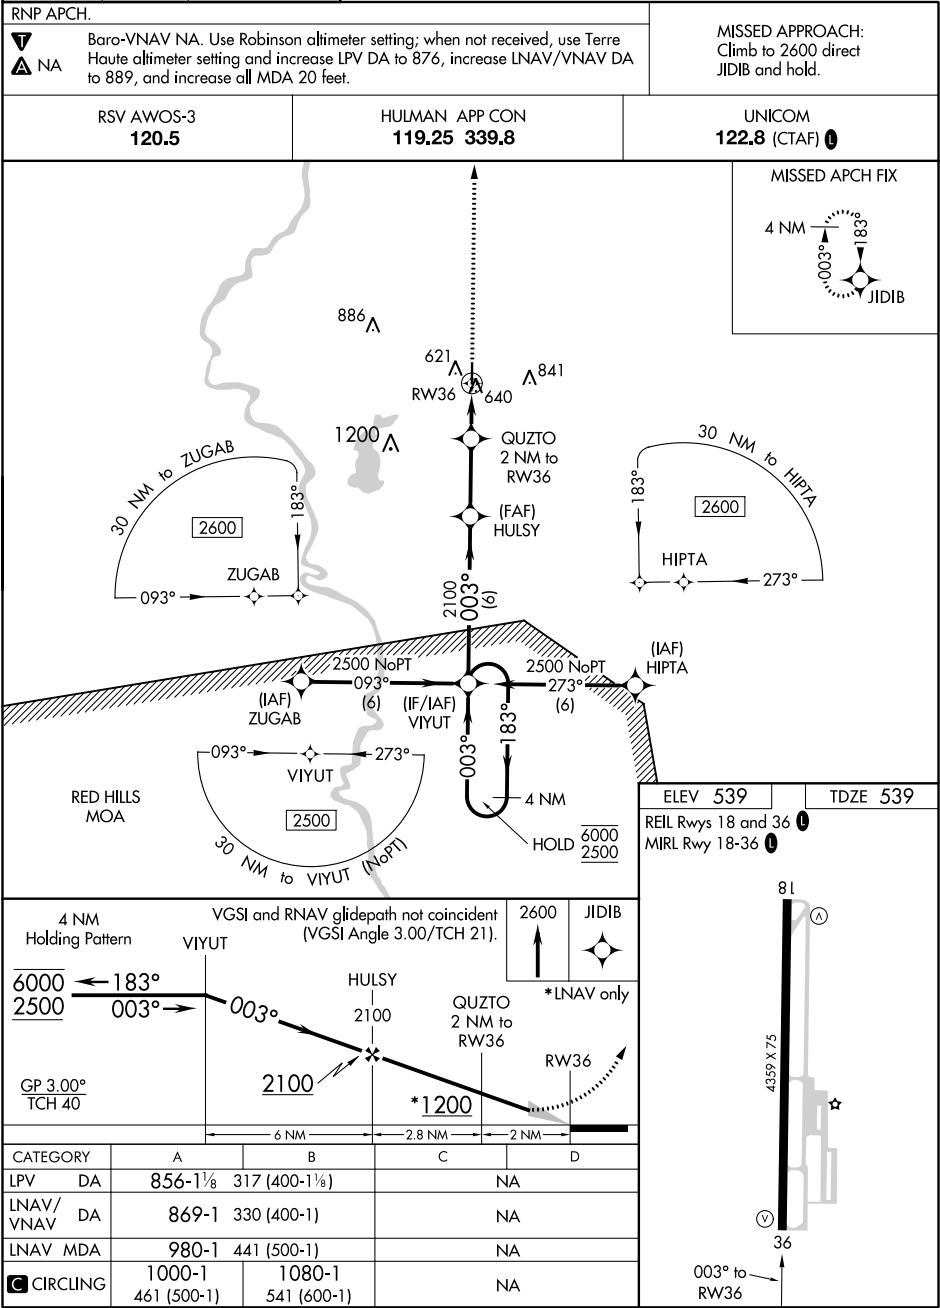 RNP APCH.
T
A NA
Baro-VNAV NA. Use Robinson altimeter setting; when not received, use Terre
Haute altimeter setting and increase LPV DA to 876, increase LNAV/VNAV DA
to 889, and increase all MDA 20 feet.
MISSED APPROACH:
Climb to 2600 direct
JIDIB and hold.
RSV AWOS-3
120.5
HULMAN APP CON
119.25 339.8
UNICOM
122.8 (CTAF) L
MISSED APCH FIX
4 NM
003°
183°
JIDIB
886
621
841
RW36
640
1200
QUZTO
2 NM to
RW36
(FAF)
HULSY
30 NM to ZUGAB
183°
2600
ZUGAB
093°
30 NM to HIPTA
183°
2600
HIPTA
273°
2100
003°
(6)
2500 NoPT
093°
(6)
(IAF)
ZUGAB
(IF/IAF)
VIYUT
2500 NoPT
273°
(6)
(IAF)
HIPTA
003°
183°
4 NM
HOLD 6000
2500
093°
273°
VIYUT
2500
30 NM to VIYUT (NoPT)
RED HILLS
MOA
ELEV 539
TDZE 539
REIL Rwys 18 and 36 L
MIRL Rwy 18-36 L
18
V
4359 X 75
V
36
003° to
RW36
4 NM
Holding Pattern
VGSI and RNAV glidepath not coincident
(VGSI Angle 3.00/TCH 21).
2600
JIDIB
VIYUT
6000
2500
183°
003°
003°
HULSY
2100
*LNAV only
QUZTO
2 NM to
RW36
RW36
2100
*1200
GP 3.00°
TCH 40
6 NM
2.8 NM
2 NM
CATEGORY A B C D
LPV DA 856-1⅛ 317 (400-1⅛) NA
LNAV/
VNAV DA 869-1 330 (400-1) NA
LNAV MDA 980-1 441 (500-1) NA
C CIRCLING 1000-1 1080-1 NA
461 (500-1) 541 (600-1)